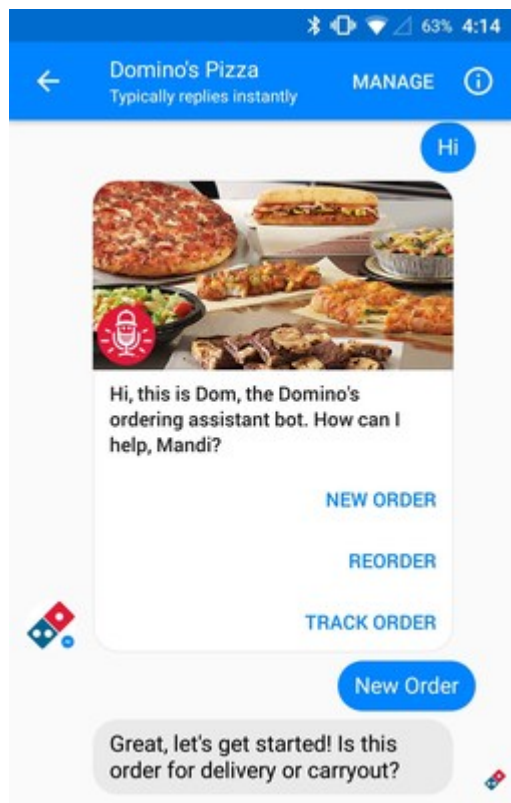 63% 4:14
Domino's Pizza
Typically replies instantly
MANAGE
Hi
Hi, this is Dom, the Domino's
ordering assistant bot. How can I
help, Mandi?
NEW ORDER
REORDER
TRACK ORDER
New Order
Great, let's get started! Is this
order for delivery or carryout?